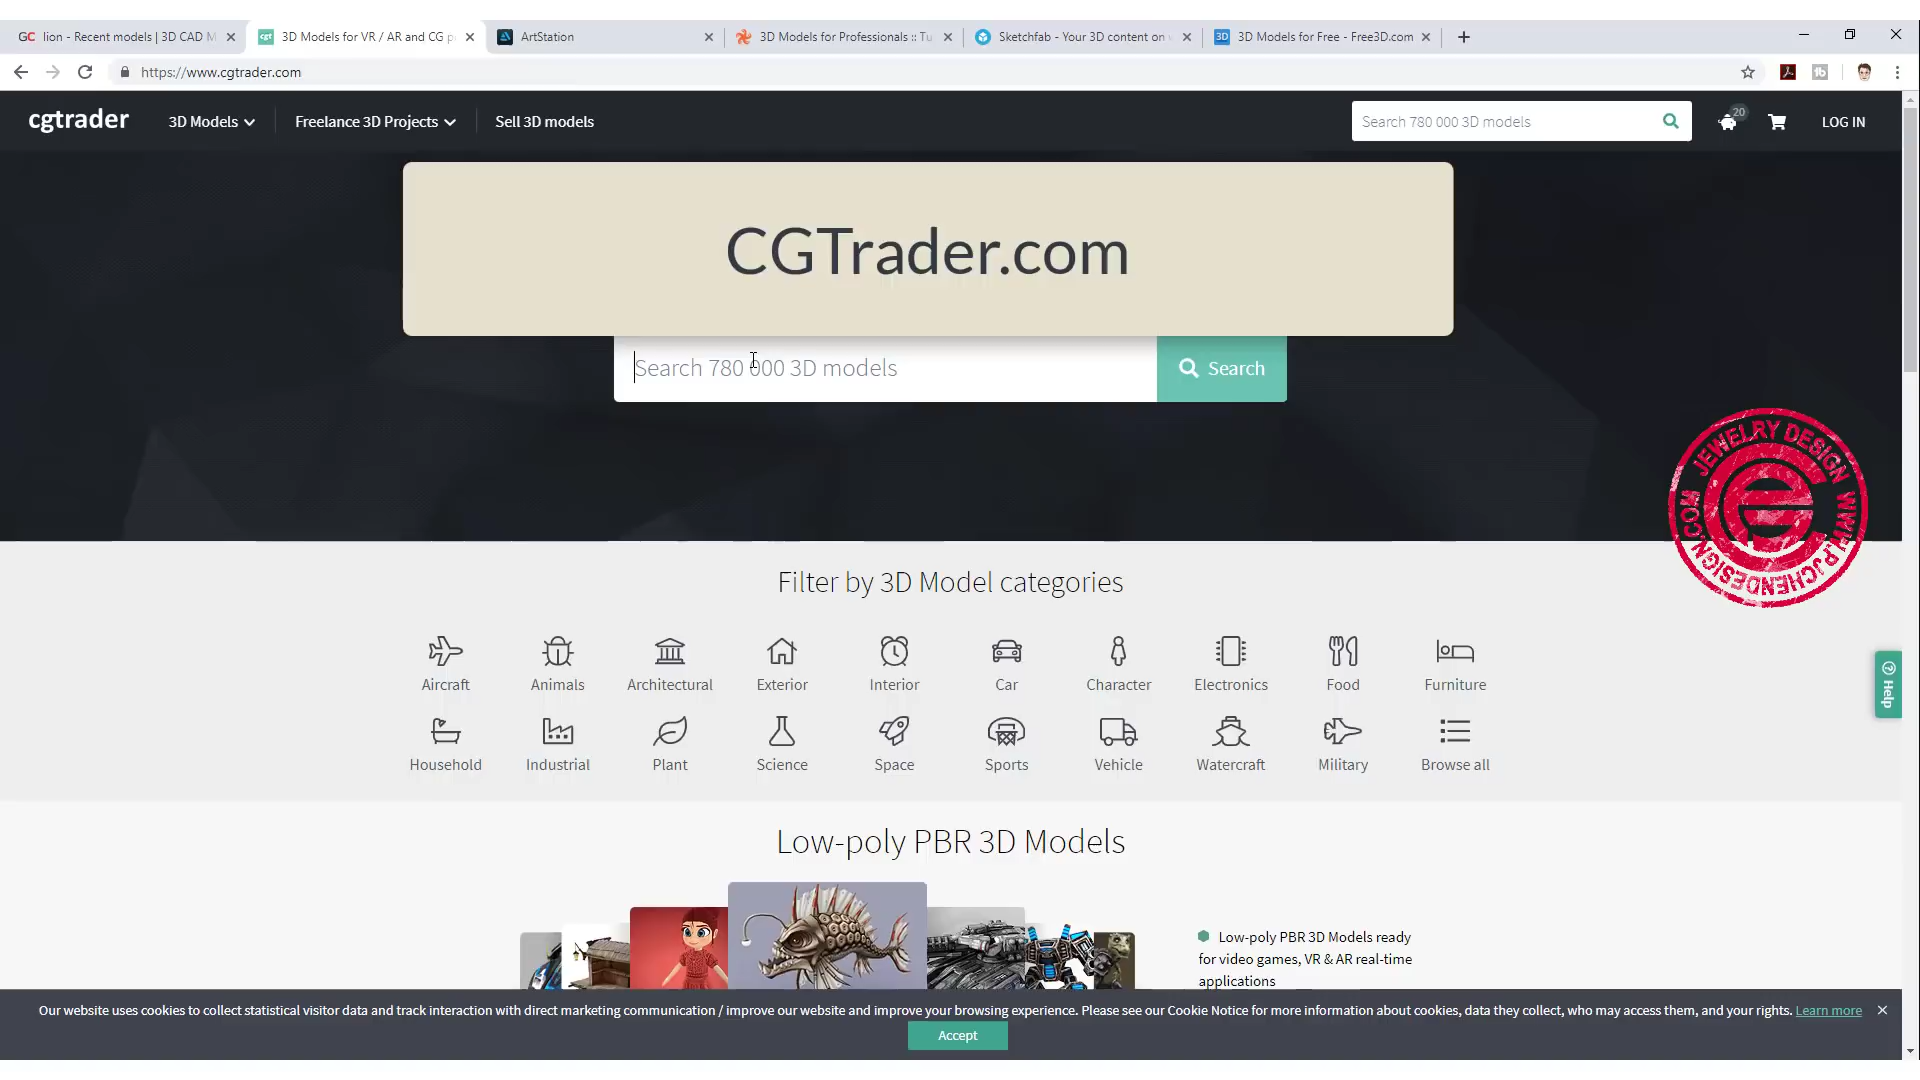 GC lion - Recent models | 3D CAD M
cgt 3D Models for VR / AR and CG p
ArtStation
3D Models for Professionals :: Tu
Sketchfab - Your 3D content on
3D 3D Models for Free - Free3D.com
https://www.cgtrader.com
cgtrader
3D Models
Freelance 3D Projects
Sell 3D models
Search 780 000 3D models
20
LOG IN
CGTrader.com
Search 780 000 3D models
Search
JEWELRY DESIGN WWW.PJCHENDESIGN.COM
Filter by 3D Model categories
Aircraft Animals Architectural Exterior Interior Car Character Electronics Food Furniture
Help
Household Industrial Plant Science Space Sports Vehicle Watercraft Military Browse all
Low-poly PBR 3D Models
Low-poly PBR 3D Models ready
for video games, VR & AR real-time
applications
Our website uses cookies to collect statistical visitor data and track interaction with direct marketing communication / improve our website and improve your browsing experience. Please see our Cookie Notice for more information about cookies, data they collect, who may access them, and your rights. Learn more
Accept